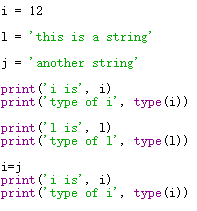 i = 12
l = 'this is a string'
j = 'another string'
print('i is', i)
print('type of i', type(i))
print('l is', l)
print('type of l', type(l))
i=j
print('i is', i)
print('type of i', type(i))